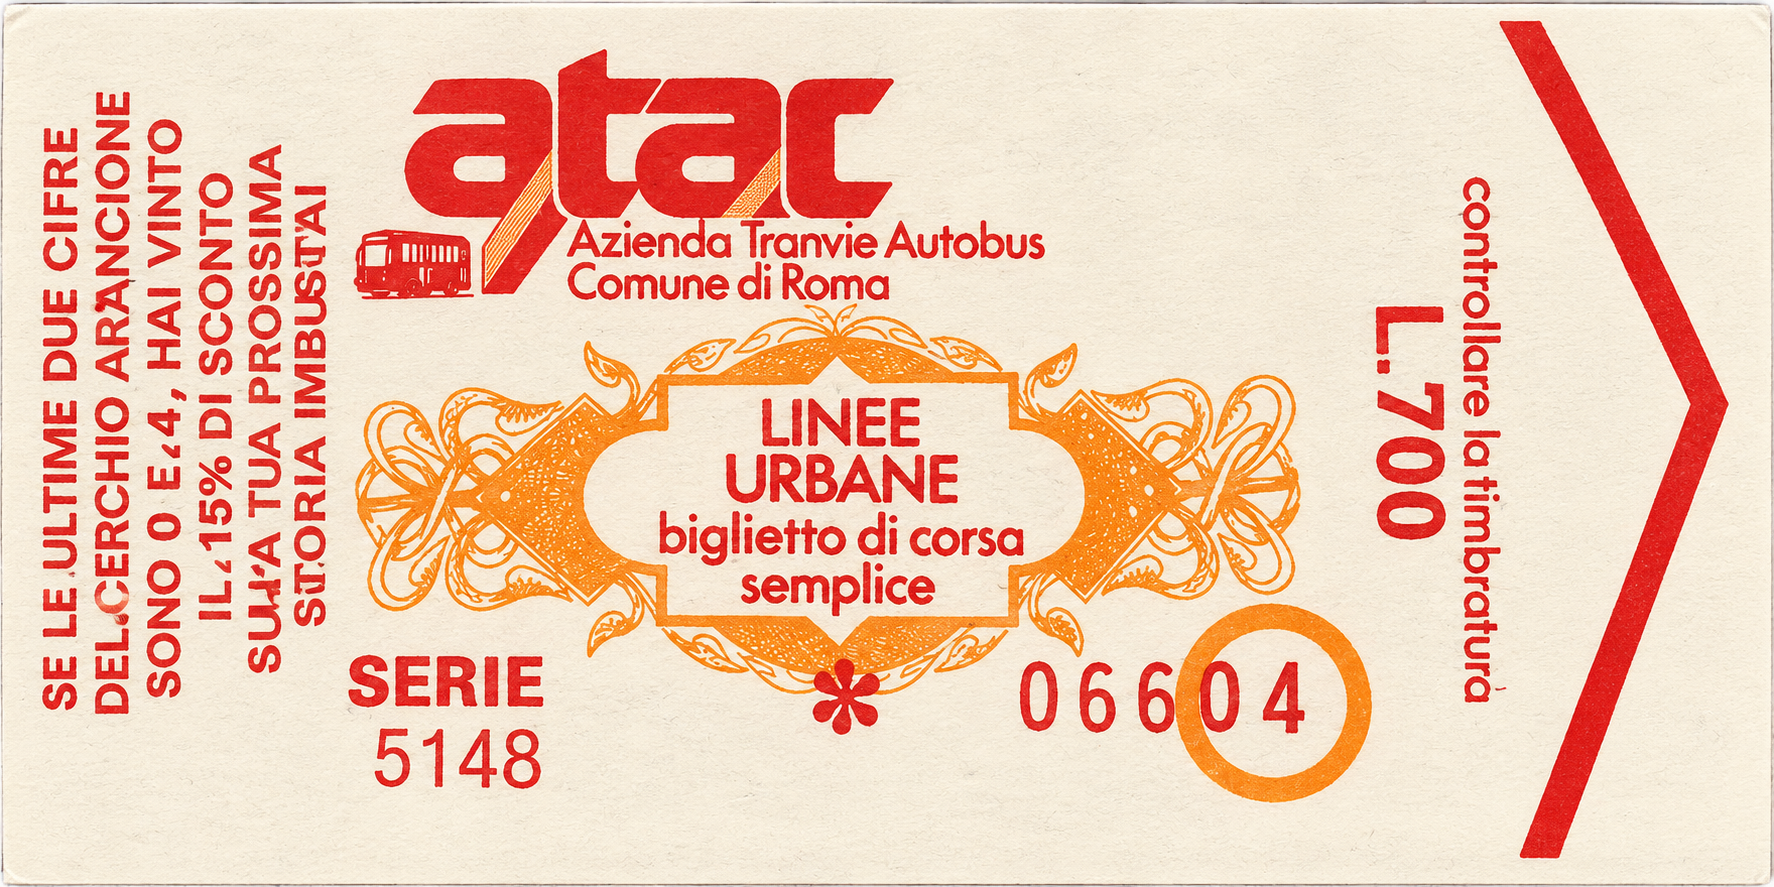 SE LE ULTIME DUE CIFRE
DEL CERCHIO ARANCIONE
SONO 0 E 4, HAI VINTO
IL 15% DI SCONTO
SULLA TUA PROSSIMA
STORIA IMBUSTAI
atac
Azienda Tranvie Autobus
Comune di Roma
LINEE
URBANE
biglietto di corsa
semplice
SERIE
5148
*
06604
L.700
controllare la timbratura